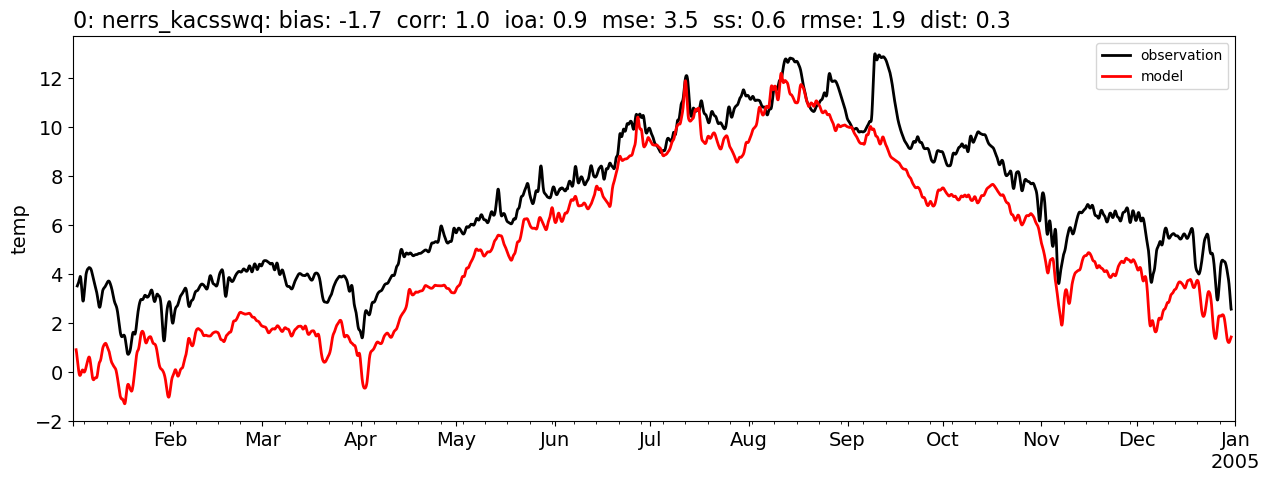 0: nerrs_kacsswq: bias: -1.7  corr: 1.0  ioa: 0.9  mse: 3.5  ss: 0.6  rmse: 1.9  dist: 0.3
observation
model
12
10
8
6
4
2
0
−2
temp
Feb Mar Apr May Jun Jul Aug Sep Oct Nov Dec Jan
2005